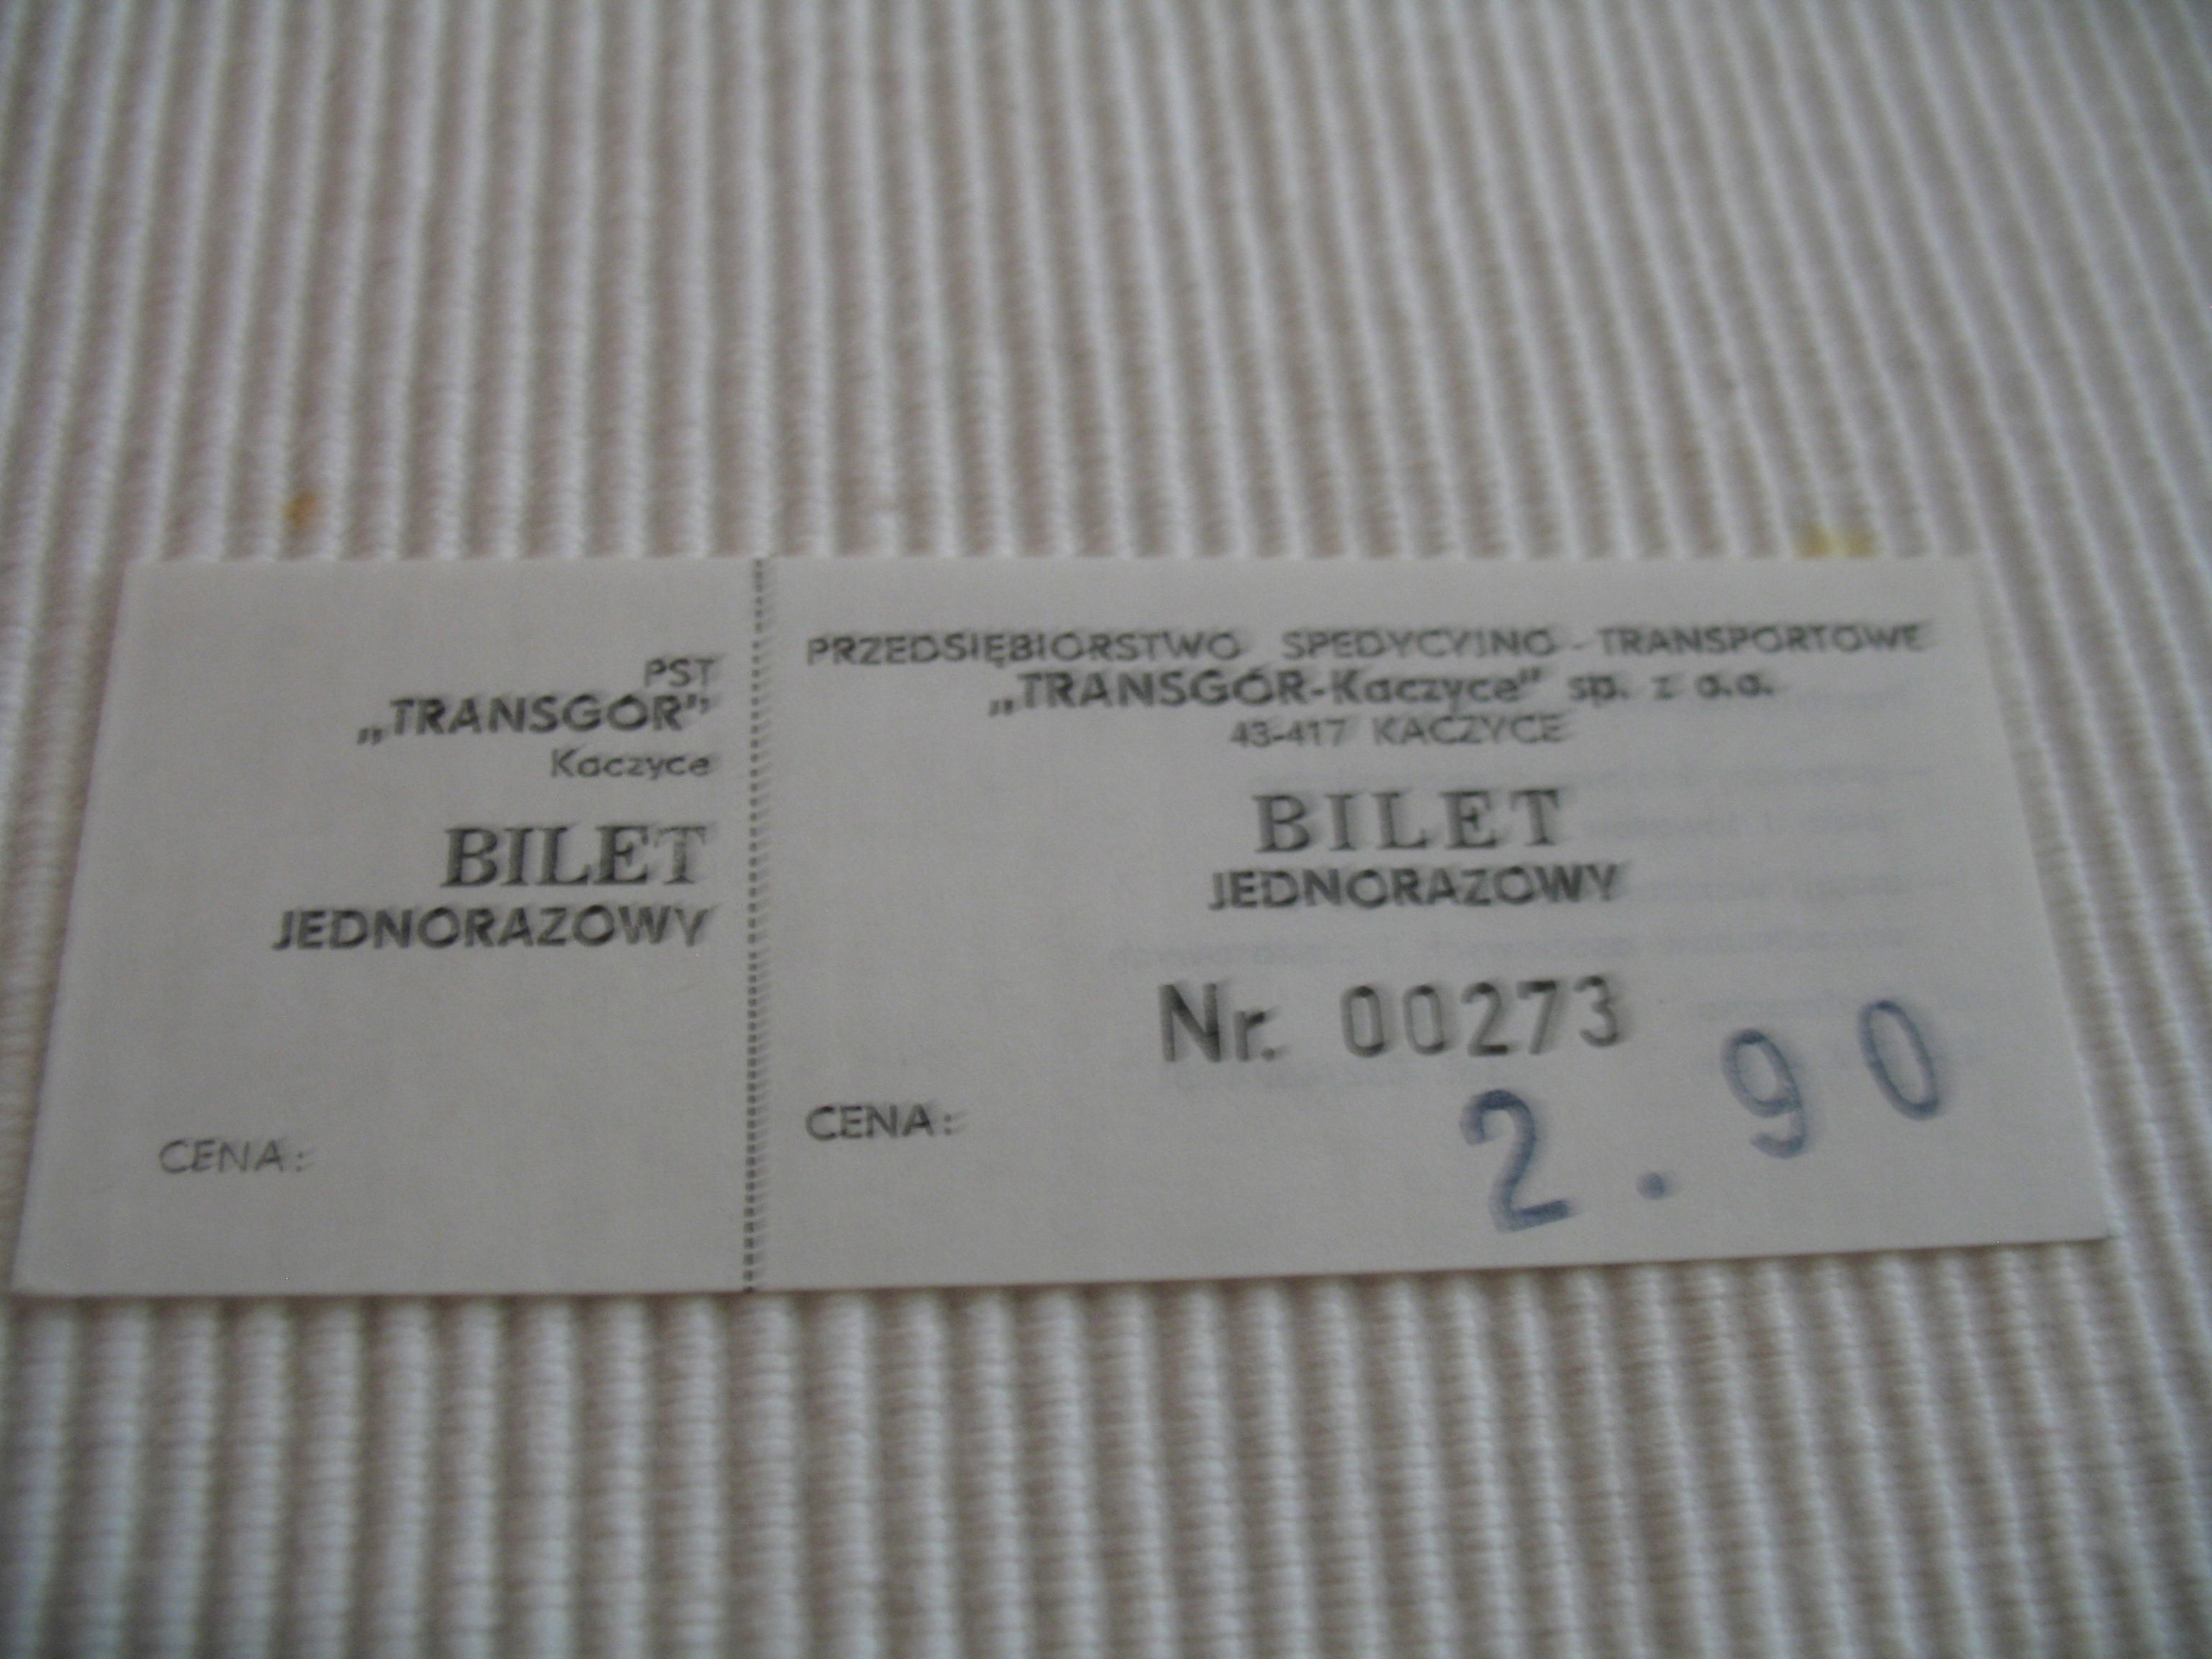 PST
„TRANSGÓR”
Kaczyce
BILET
JEDNORAZOWY
CENA:
PRZEDSIĘBIORSTWO SPEDYCYJNO-TRANSPORTOWE
„TRANSGÓR-Kaczyce” sp. z o.o.
43-417 KACZYCE
BILET
JEDNORAZOWY
Nr. 00273
CENA:
2.90